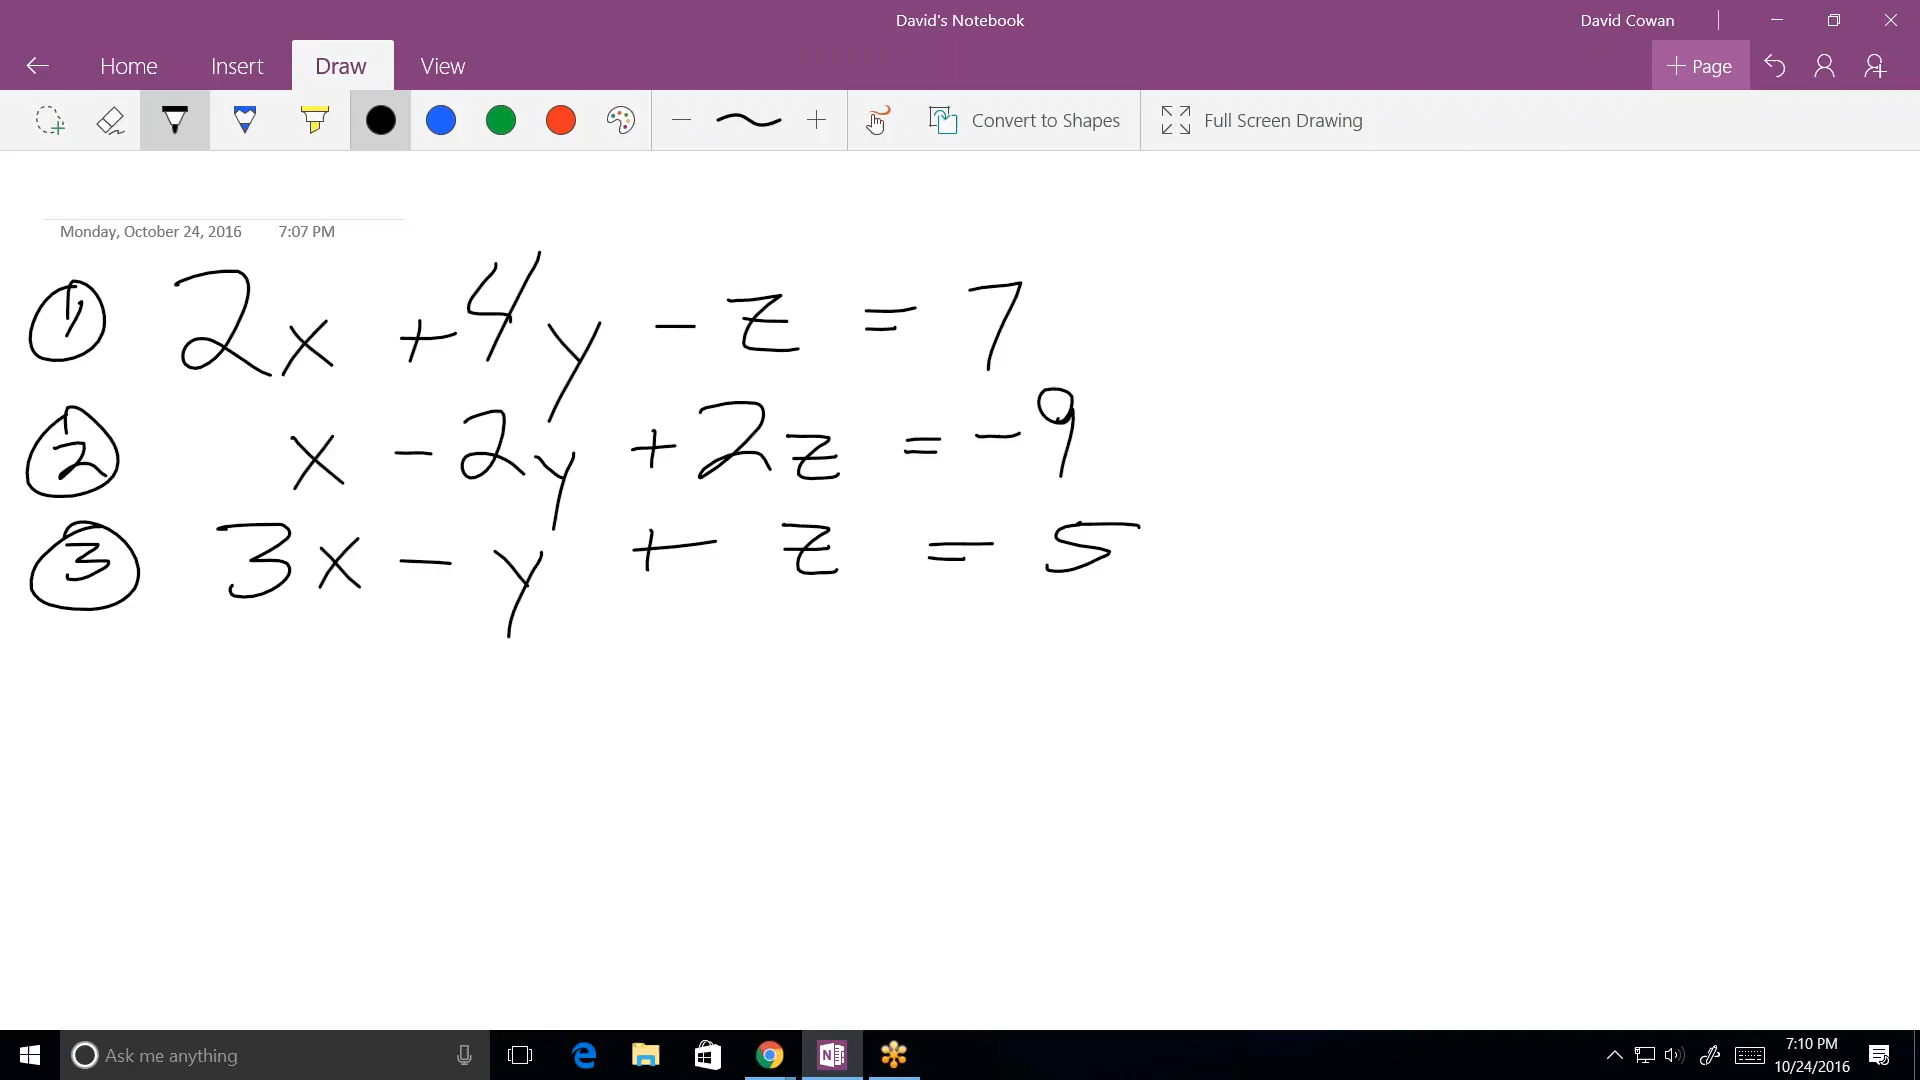 David's Notebook
David Cowan
Home Insert Draw View
+ Page
Convert to Shapes
Full Screen Drawing
Monday, October 24, 2016 7:07 PM
① 2x + 4y - z = 7
② x - 2y + 2z = -9
③ 3x - y + z = 5
Ask me anything
7:10 PM
10/24/2016